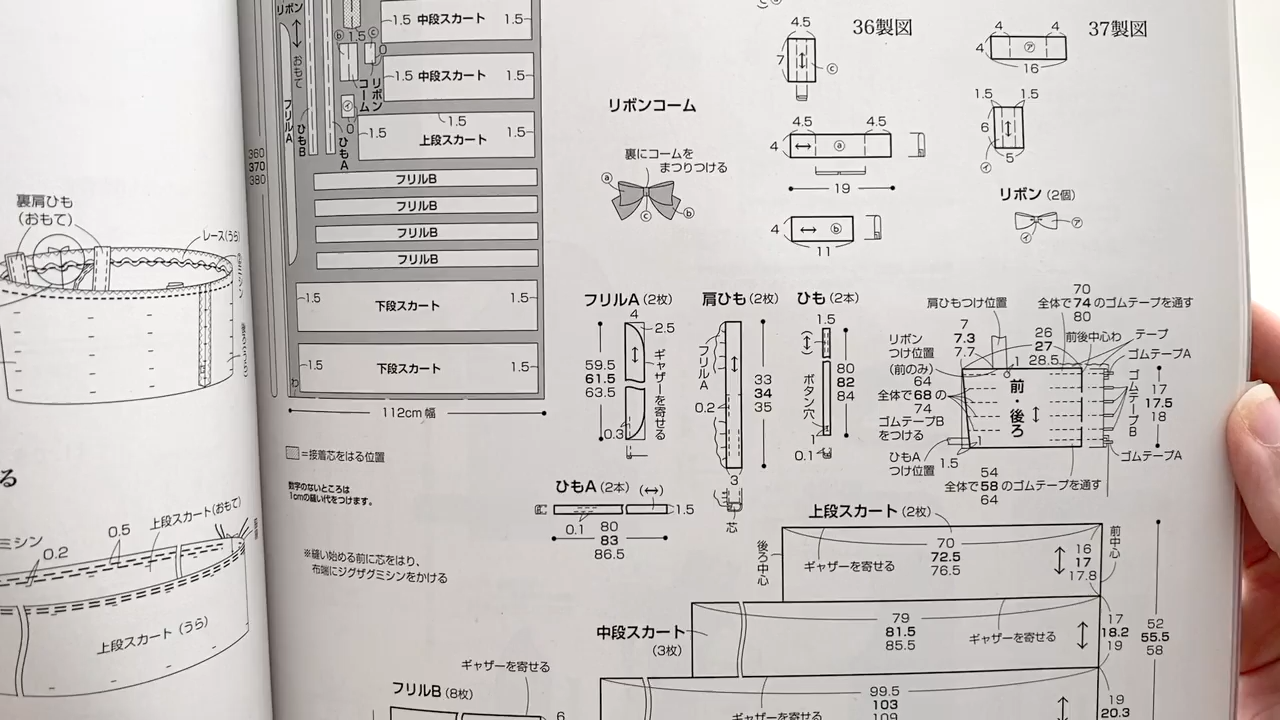 裏肩ひも
(おもて)
レース(うら)
ミシン
0.2
0.5
上段スカート(おもて)
上段スカート(うら)
る
リボン
おもて
フリルA
ひもB
ひもA
コーム
リボン
ⓑ
1.5
ⓒ
0
㋑
0
1.5
中段スカート
1.5
1.5
中段スカート
1.5
1.5
1.5
上段スカート
1.5
フリルB
フリルB
フリルB
フリルB
1.5
下段スカート
1.5
1.5
下段スカート
1.5
わ
360
370
380
112cm幅
=接着芯をはる位置
数字のないところは
1cmの縫い代をつけます。
※縫い始める前に芯をはり、
布端にジグザグミシンをかける
リボンコーム
裏にコームを
まつりつける
ⓐ
ⓒ
ⓑ
36製図
4.5
7
ⓒ
4.5
4.5
4
ⓐ
19
4
ⓑ
11
37製図
4
4
4
㋐
16
1.5
1.5
6
㋑
5
リボン(2個)
㋐
㋑
フリルA(2枚)
4
2.5
59.5
61.5
63.5
ギャザーを寄せる
0.3
肩ひも(2枚)
フリルA
0.2
33
34
35
3
芯
ひも(2本)
1.5
80
82
84
ボタン穴
1
0.1
ひもA(2本)
1.5
0.1
80
83
86.5
肩ひもつけ位置
70
全体で74のゴムテープを通す
80
7
7.3
7.7
26
27
28.5
前後中心わ
テープ
ゴムテープA
リボン
つけ位置
(前のみ)
1
64
全体で68の
74
ゴムテープB
をつける
前・後ろ
ゴムテープB
17
17.5
18
ひもA
つけ位置
1
1.5
ゴムテープA
54
全体で58のゴムテープを通す
64
上段スカート(2枚)
後ろ中心
70
72.5
76.5
ギャザーを寄せる
16
17
17.8
前中心
中段スカート
(3枚)
79
81.5
85.5
ギャザーを寄せる
17
18.2
19
52
55.5
58
99.5
103
109
ギャザーを寄せる
19
20.3
ギャザーを寄せる
フリルB(8枚)
6